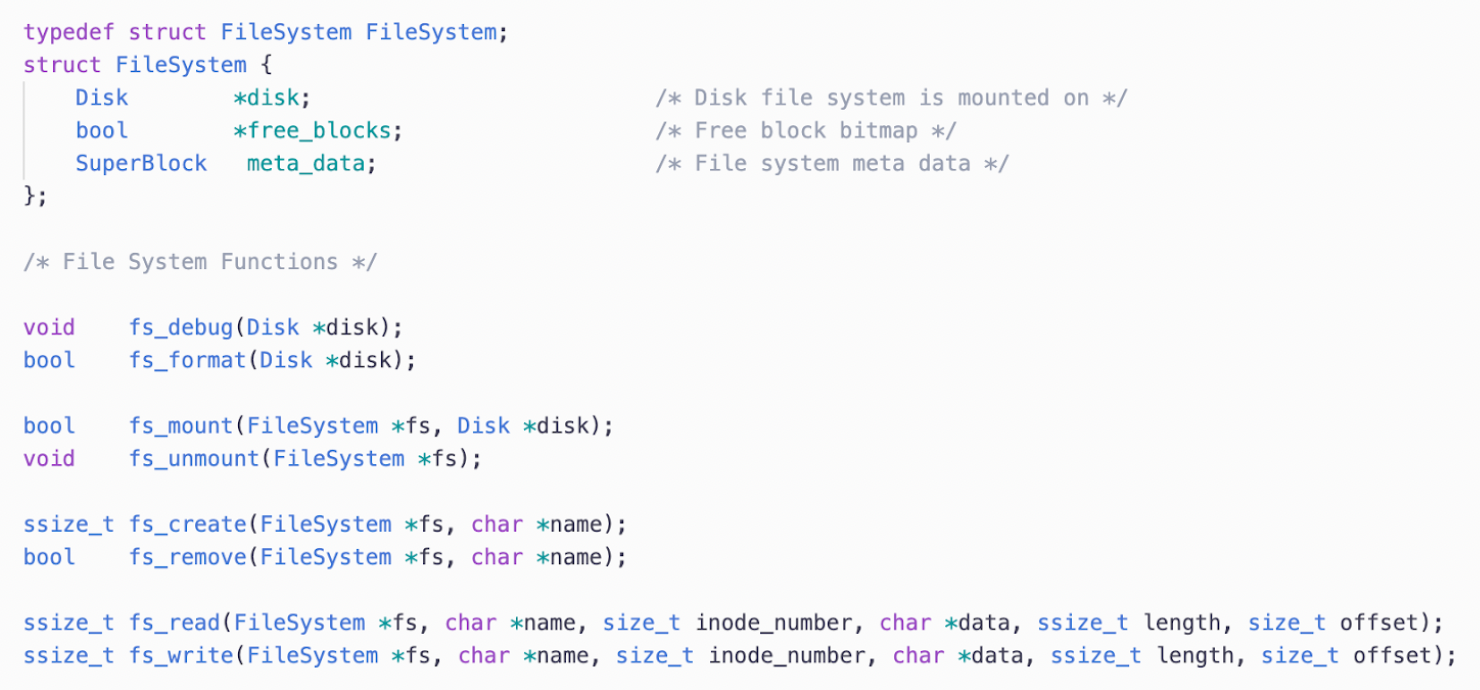 typedef struct FileSystem FileSystem;
struct FileSystem {
    Disk        *disk;                          /* Disk file system is mounted on */
    bool        *free_blocks;                   /* Free block bitmap */
    SuperBlock   meta_data;                     /* File system meta data */
};

/* File System Functions */

void    fs_debug(Disk *disk);
bool    fs_format(Disk *disk);

bool    fs_mount(FileSystem *fs, Disk *disk);
void    fs_unmount(FileSystem *fs);

ssize_t fs_create(FileSystem *fs, char *name);
bool    fs_remove(FileSystem *fs, char *name);

ssize_t fs_read(FileSystem *fs, char *name, size_t inode_number, char *data, ssize_t length, size_t offset);
ssize_t fs_write(FileSystem *fs, char *name, size_t inode_number, char *data, ssize_t length, size_t offset);